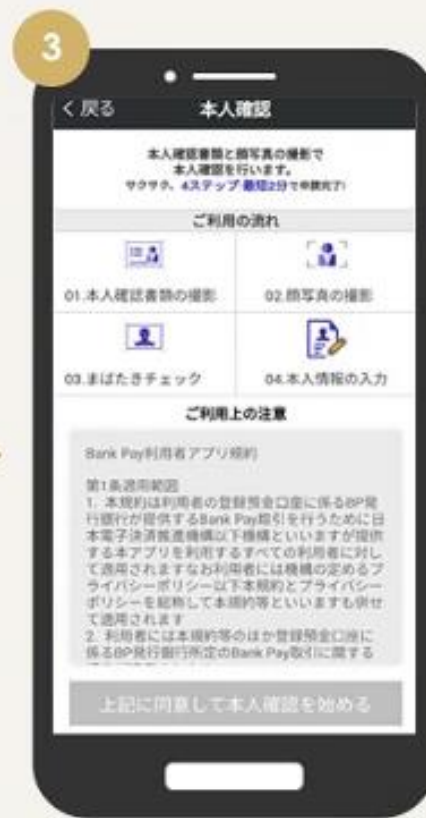 3
く 戻る 本人確認
本人確認書類と顔写真の撮影で
本人確認を行います。
サクサク、4ステップ 最短2分で申請完了!
ご利用の流れ
01.本人確認書類の撮影
02.顔写真の撮影
03.まばたきチェック
04.本人情報の入力
ご利用上の注意
Bank Pay利用者アプリ規約
第1条適用範囲
1. 本規約は利用者の登録預金口座に係るBP発
行銀行が提供するBank Pay取引を行うために日
本電子決済推進機構以下機構といいますが提供
する本アプリを利用するすべての利用者に対し
て適用されますなお利用者には機構の定めるプ
ライバシーポリシー以下本規約とプライバシー
ポリシーを総称して本規約等といいますも併せ
て適用されます
2. 利用者には本規約等のほか登録預金口座に
係るBP発行銀行所定のBank Pay取引に関する
上記に同意して本人確認を始める